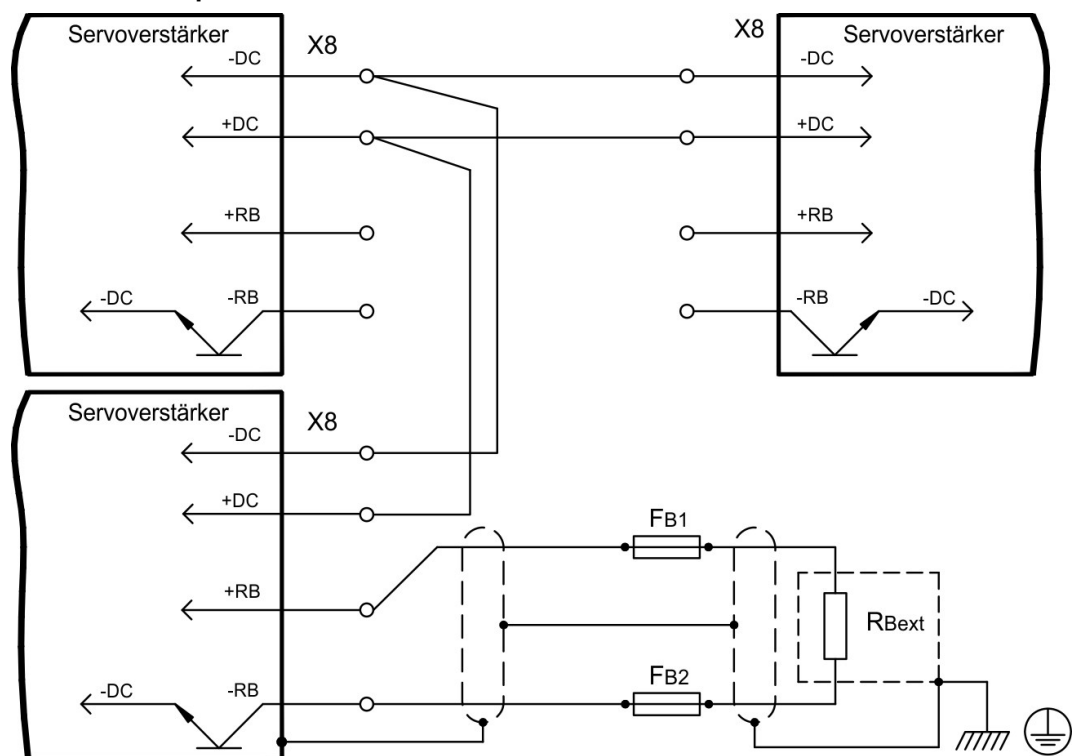 Servoverstärker
X8
-DC
+DC
+RB
-DC
-RB
X8
Servoverstärker
-DC
+DC
+RB
-RB
-DC
Servoverstärker
X8
-DC
+DC
+RB
-DC
-RB
FB1
RBext
FB2